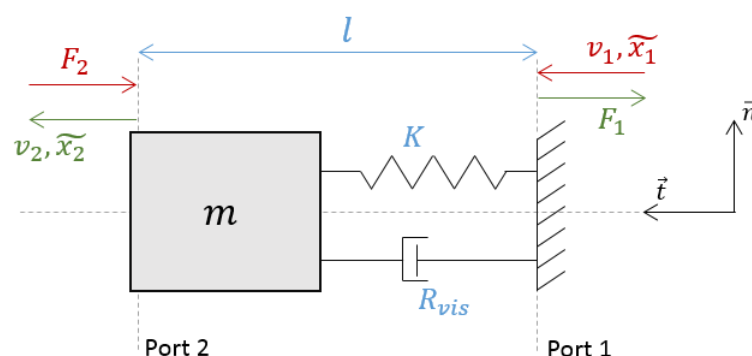 l
F₂
v₁, x̃₁
v₂, x̃₂
F₁
n⃗
K
t⃗
m
R_vis
Port 2
Port 1